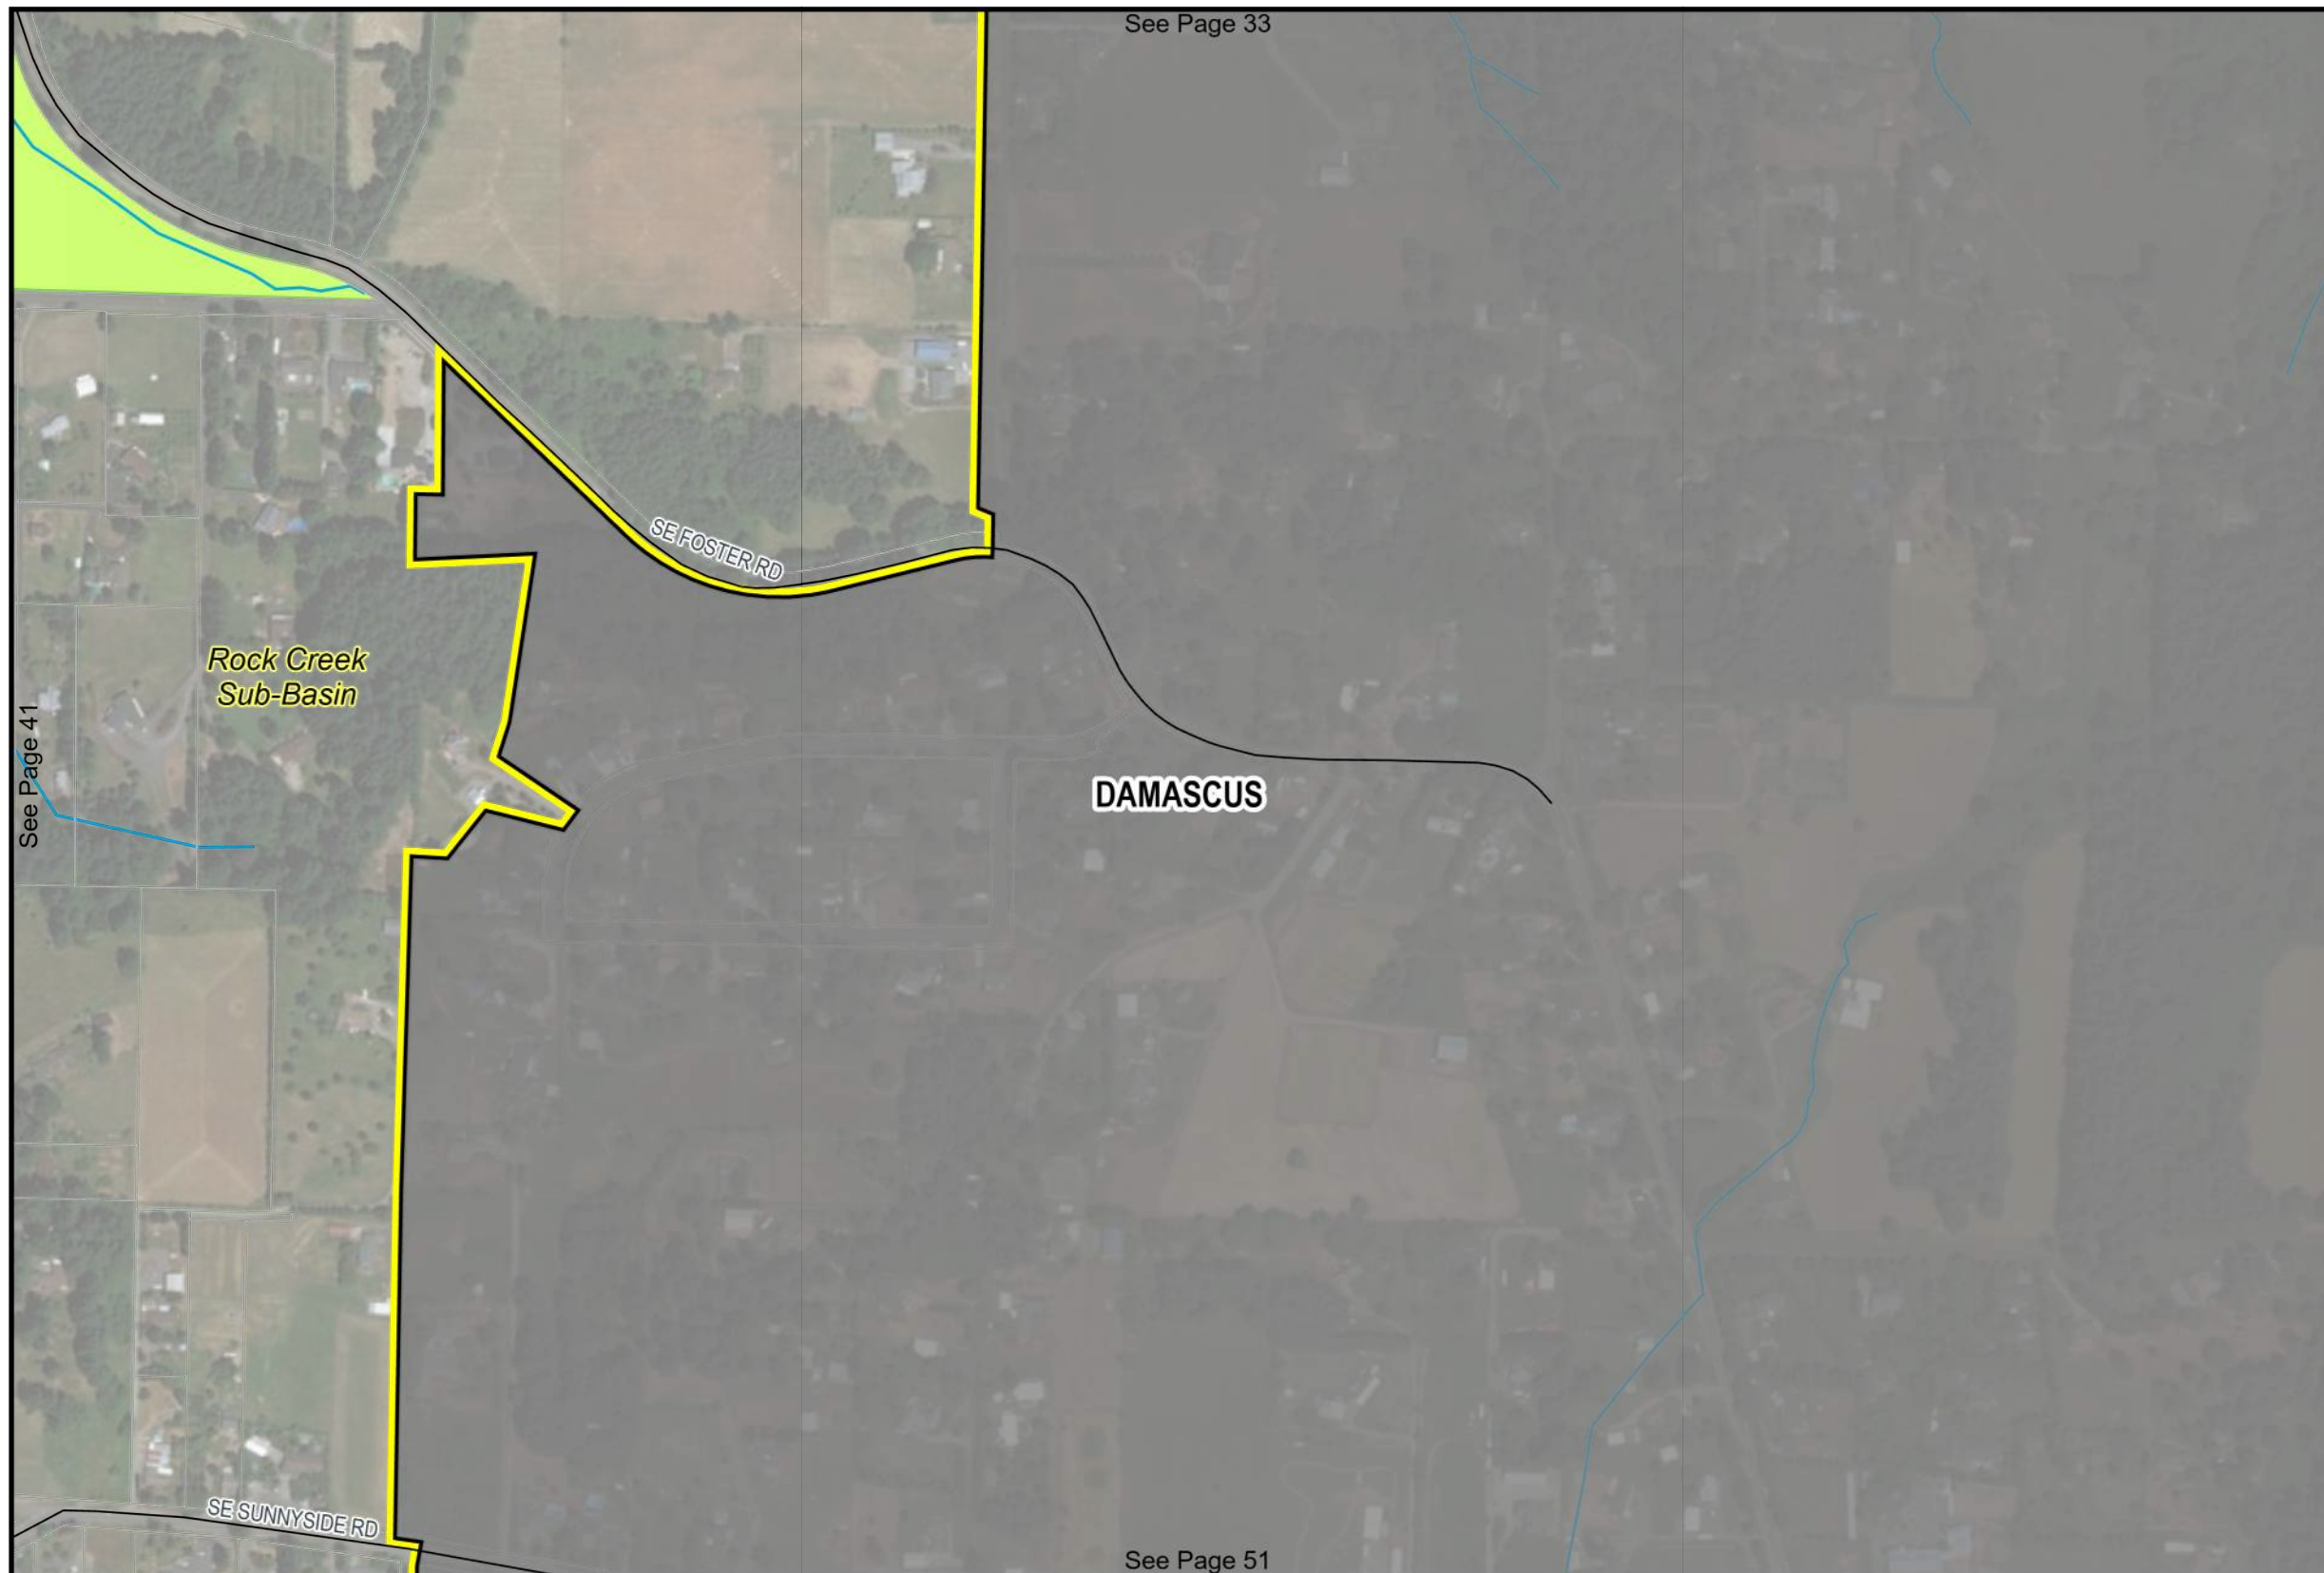 See Page 33
SE FOSTER RD
Rock Creek
Sub-Basin
See Page 41
DAMASCUS
SE SUNNYSIDE RD
See Page 51